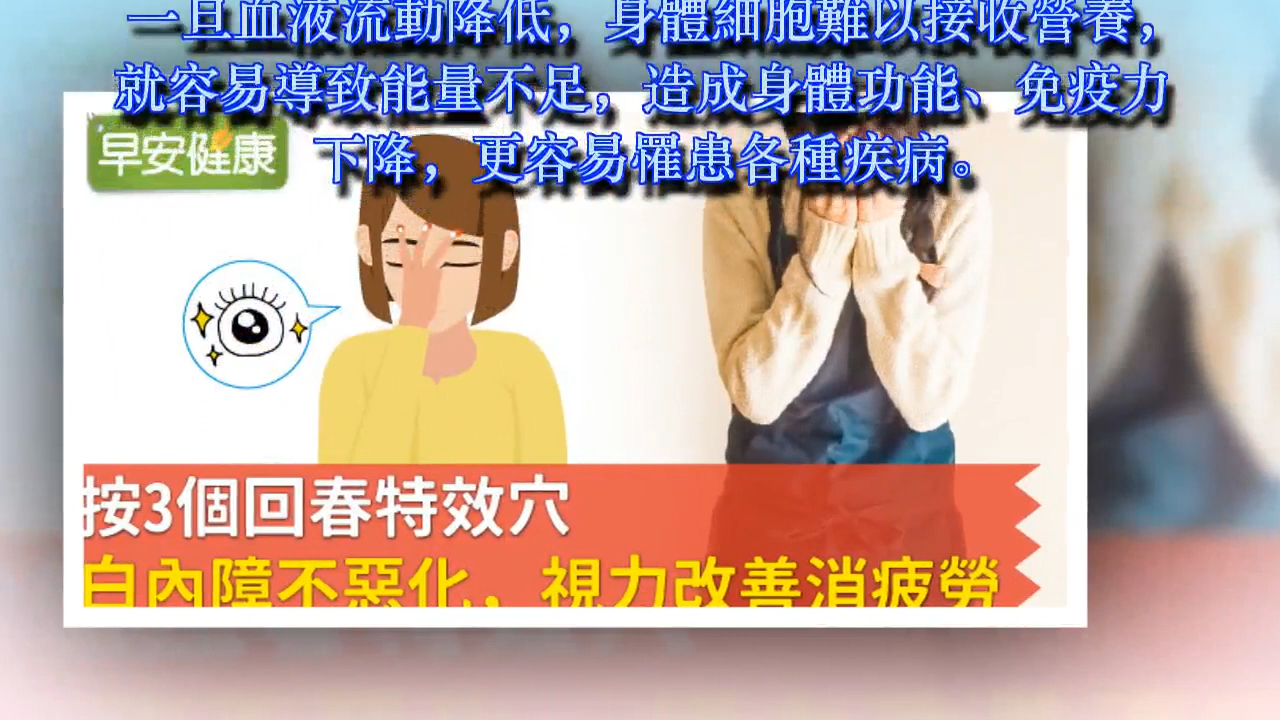 一旦血液流動降低，身體細胞難以接收營養，
就容易導致能量不足，造成身體功能、免疫力
下降，更容易罹患各種疾病。
早安健康
按3個回春特效穴
白內障不惡化，視力改善消疲勞